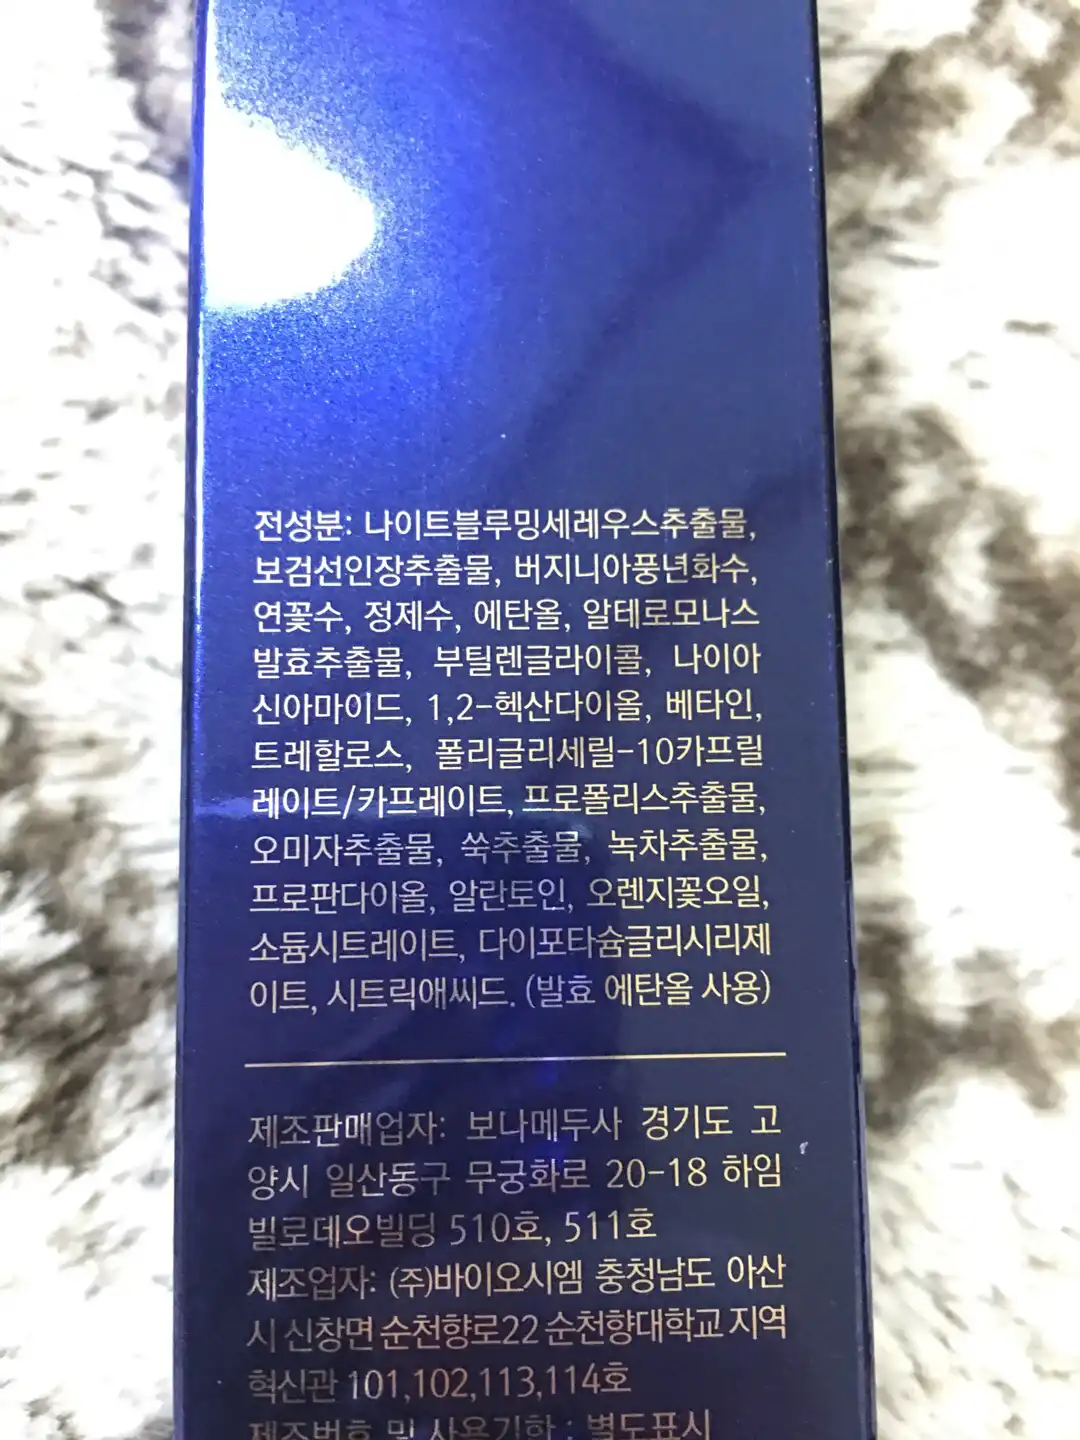 전성분: 나이트블루밍세레우스추출물,
보검선인장추출물, 버지니아풍년화수,
연꽃수, 정제수, 에탄올, 알테로모나스
발효추출물, 부틸렌글라이콜, 나이아
신아마이드, 1,2-헥산다이올, 베타인,
트레할로스, 폴리글리세릴-10카프릴
레이트/카프레이트, 프로폴리스추출물,
오미자추출물, 쑥추출물, 녹차추출물,
프로판다이올, 알란토인, 오렌지꽃오일,
소듐시트레이트, 다이포타슘글리시리제
이트, 시트릭애씨드. (발효 에탄올 사용)
제조판매업자: 보나메두사 경기도 고
양시 일산동구 무궁화로 20-18 하임
빌로데오빌딩 510호, 511호
제조업자: (주)바이오시엠 충청남도 아산
시 신창면 순천향로22 순천향대학교 지역
혁신관 101,102,113,114호
제조번호 및 사용기한 : 별도표시